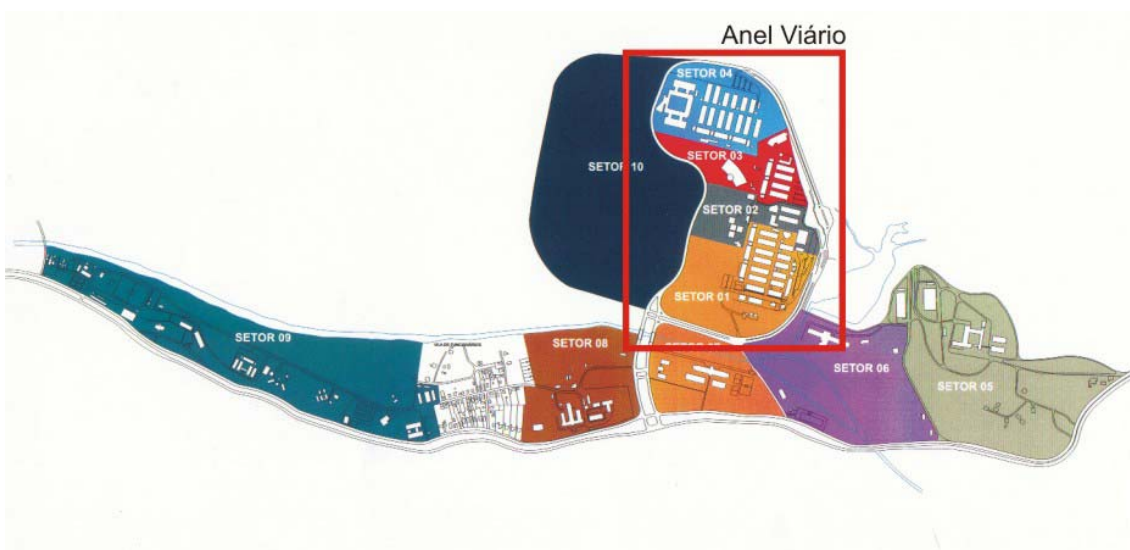 Anel Viário
SETOR 04
SETOR 03
SETOR 10
SETOR 02
SETOR 01
SETOR 09
SETOR 08
SETOR 06
SETOR 05